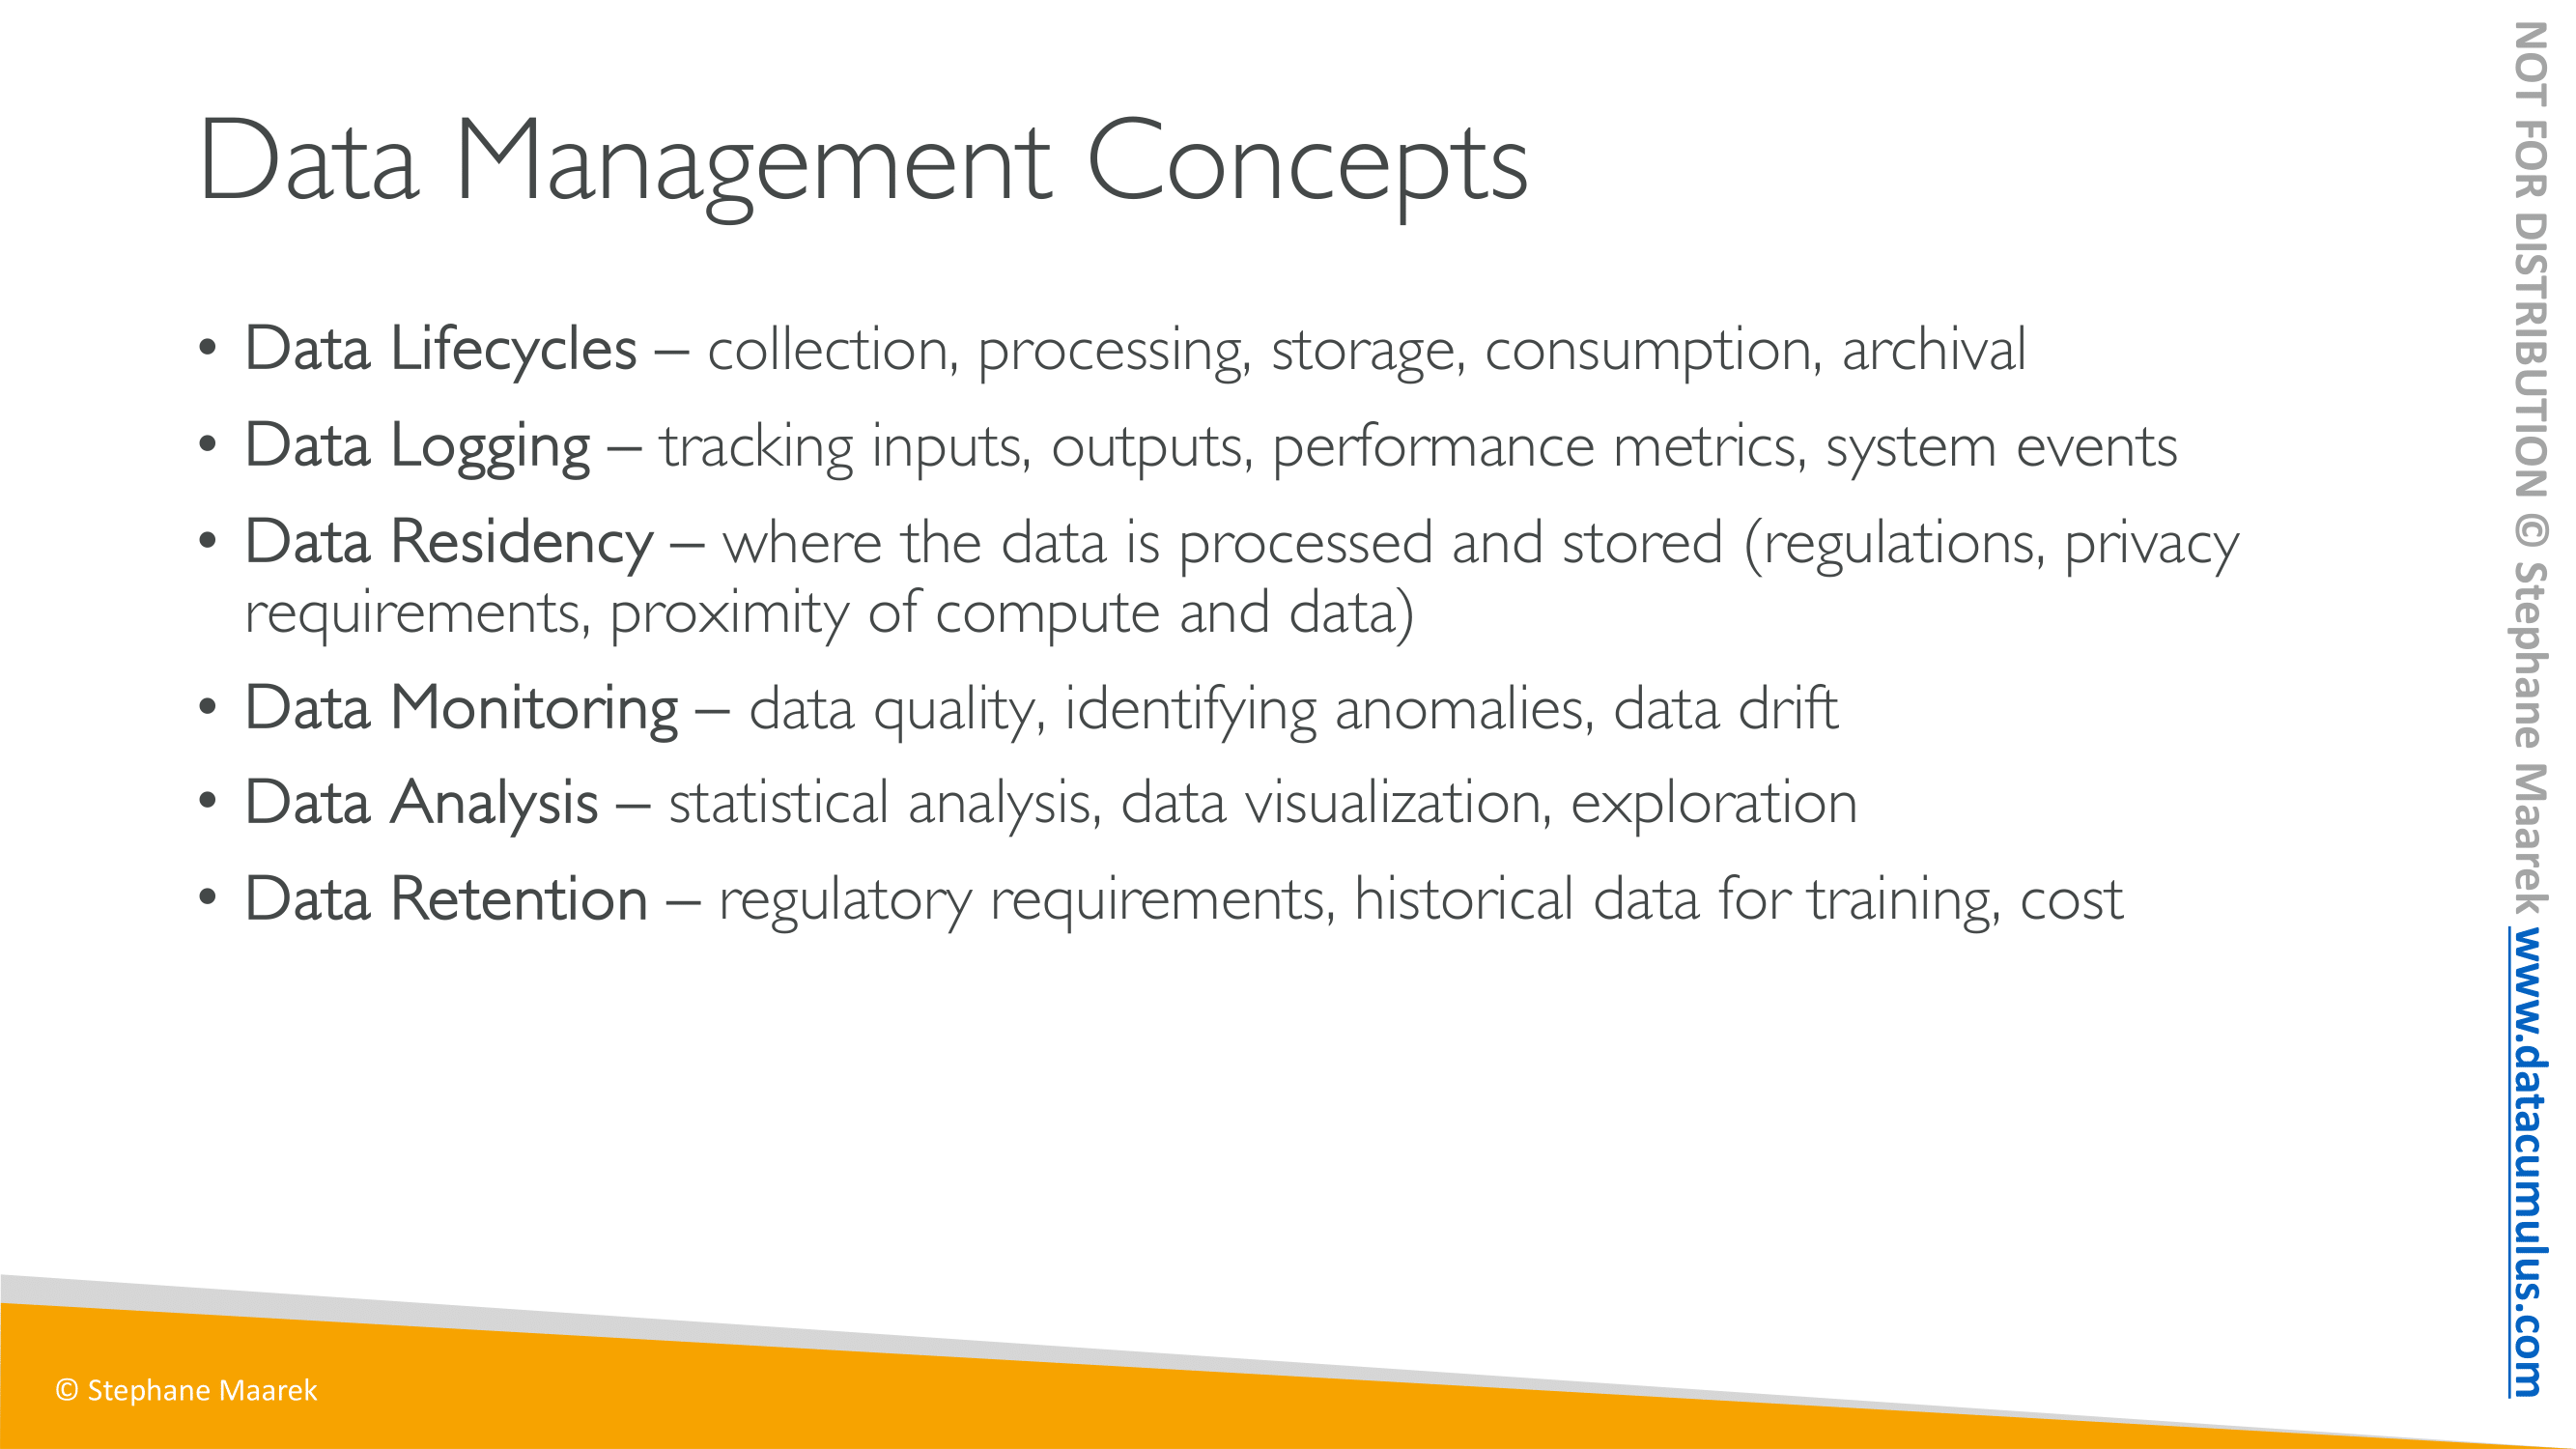 Data Management Concepts
• Data Lifecycles – collection, processing, storage, consumption, archival
• Data Logging – tracking inputs, outputs, performance metrics, system events
• Data Residency – where the data is processed and stored (regulations, privacy
requirements, proximity of compute and data)
• Data Monitoring – data quality, identifying anomalies, data drift
• Data Analysis – statistical analysis, data visualization, exploration
• Data Retention – regulatory requirements, historical data for training, cost
© Stephane Maarek
NOT FOR DISTRIBUTION © Stephane Maarek www.datacumulus.com